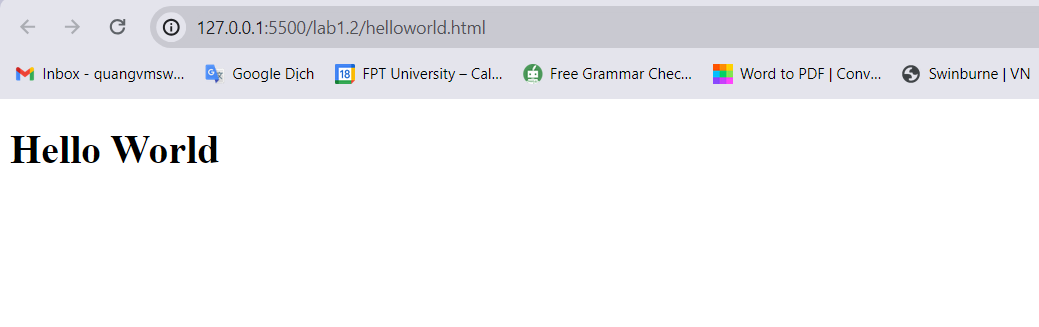 127.0.0.1:5500/lab1.2/helloworld.html
Inbox - quangvmsw... Google Dịch 18 FPT University – Cal... Free Grammar Chec... Word to PDF | Conv... Swinburne | VN
Hello World